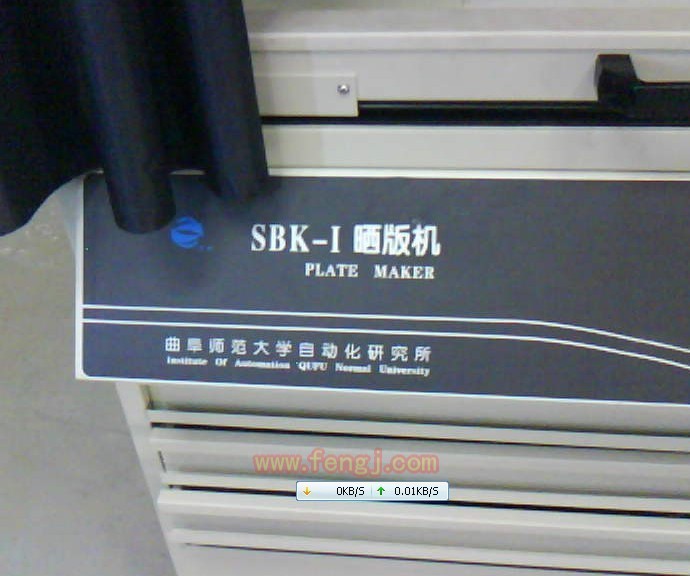 SBK-I 晒版机
PLATE MAKER
曲阜师范大学自动化研究所
Institute Of Automation QUFU Normal University
www.fengj.com
0KB/S 0.01KB/S